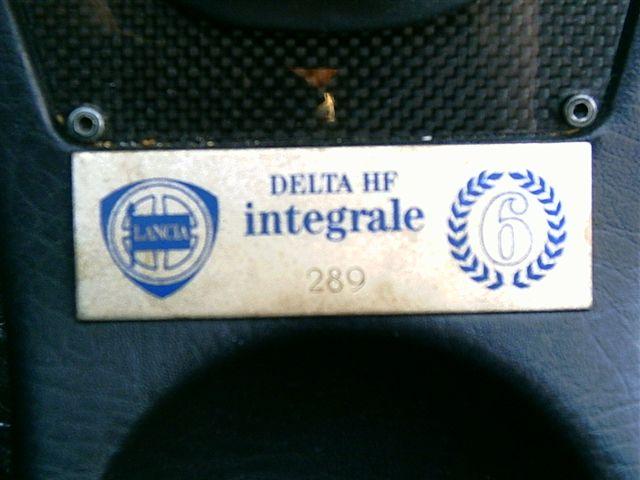 LANCIA
DELTA HF
integrale
289
6